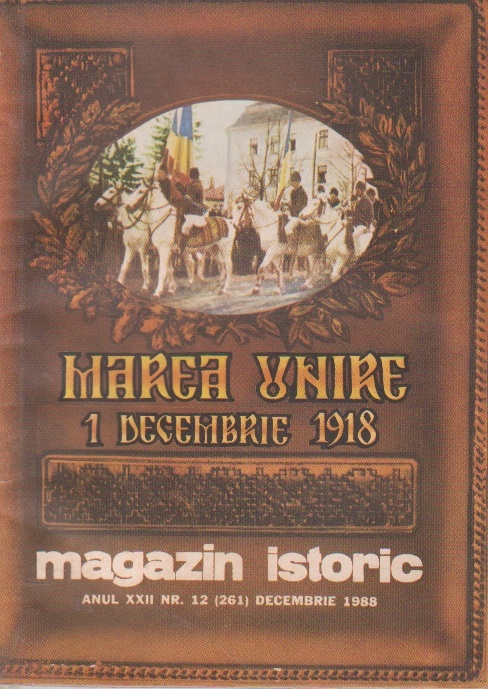 MAREA UNIRE
1 DECEMBRIE 1918
magazin istoric
ANUL XXII NR. 12 (261) DECEMBRIE 1988